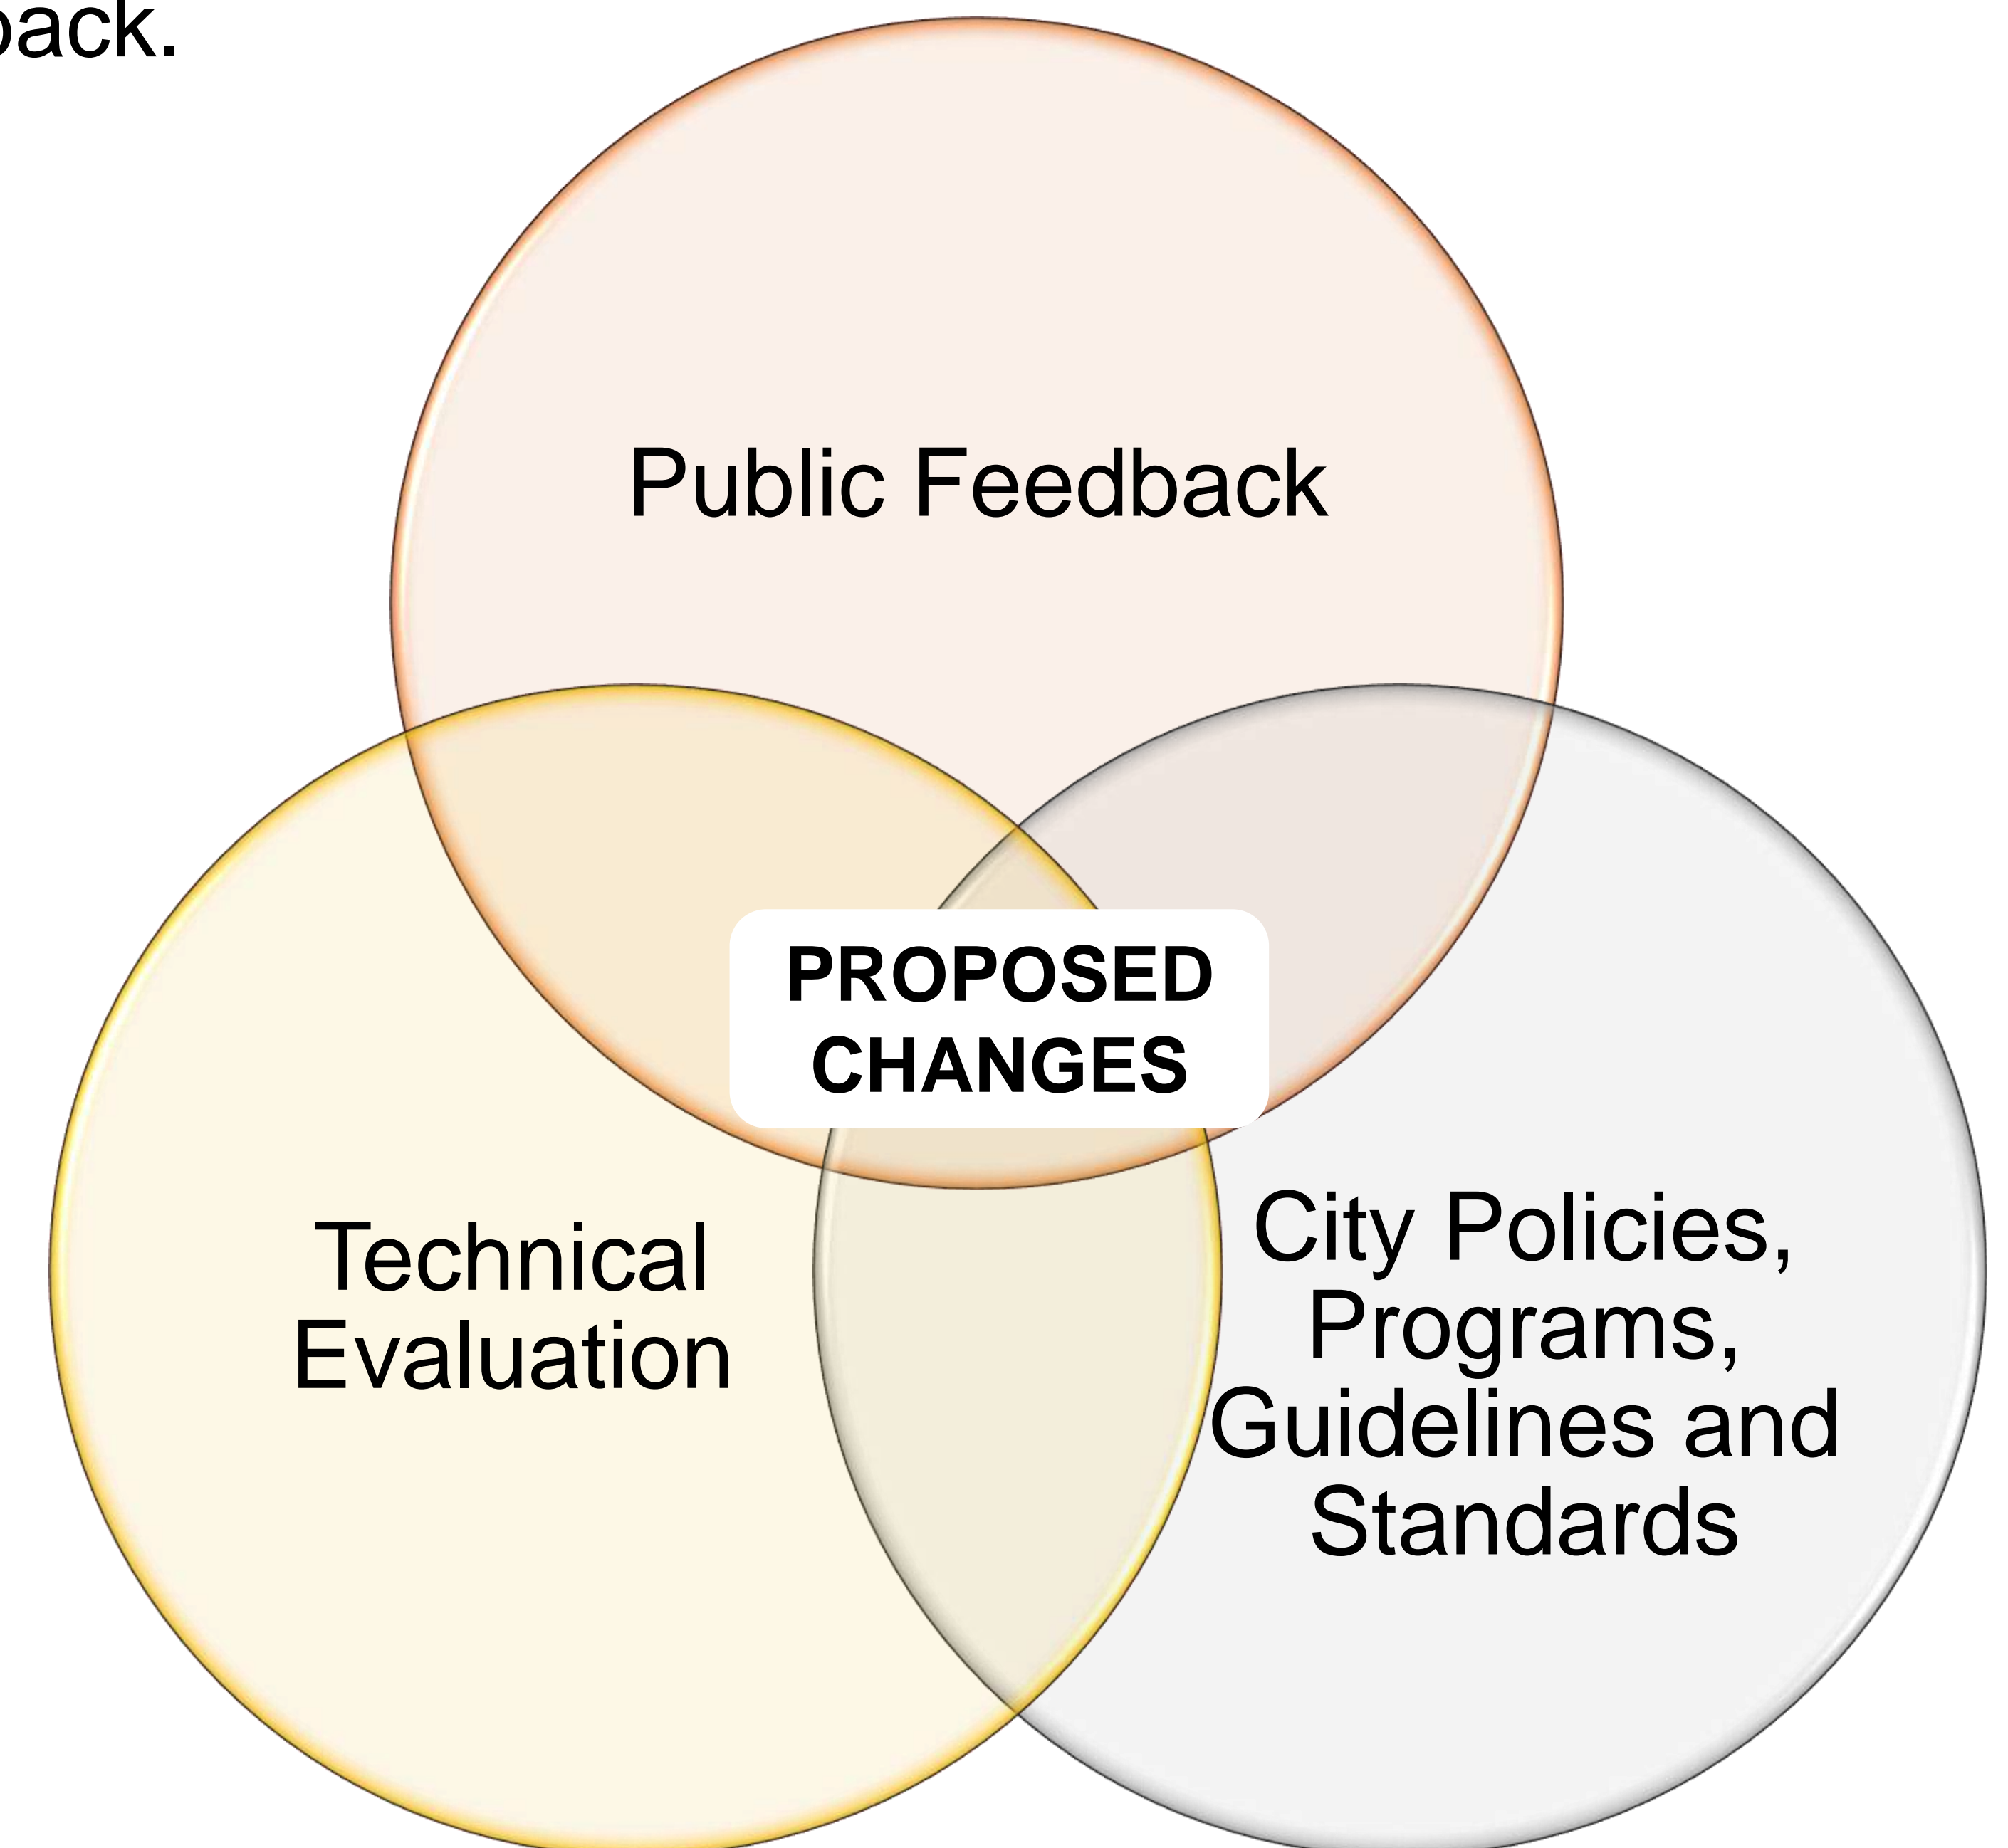 back.
Public Feedback
PROPOSED
CHANGES
Technical
Evaluation
City Policies,
Programs,
Guidelines and
Standards